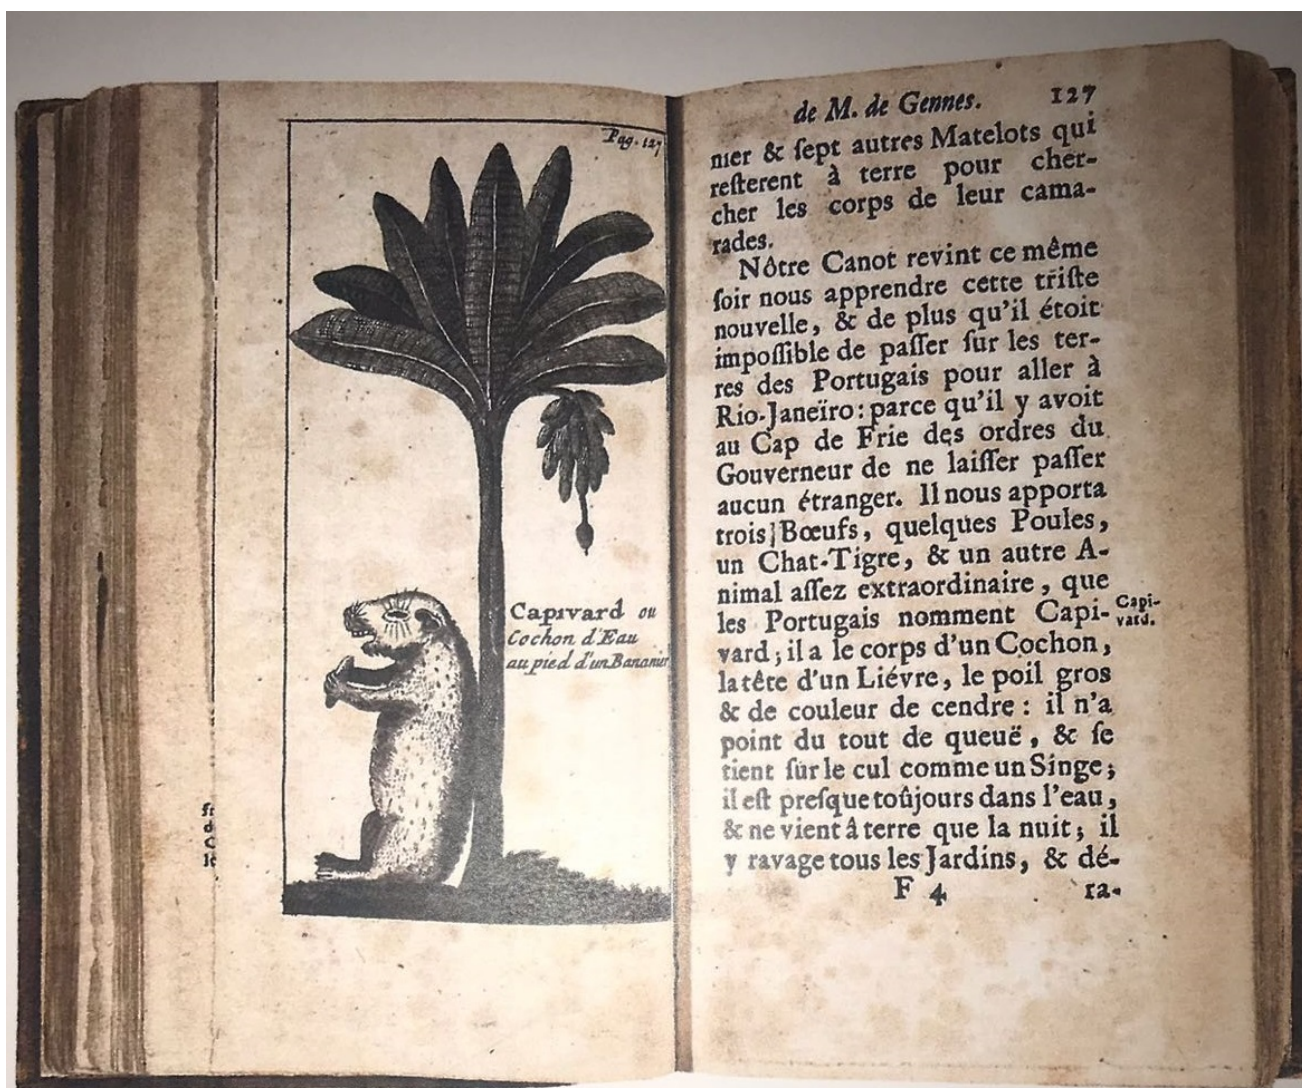 Pag. 127
Capivard ou
Cochon d'Eau
au pied d'un Bananier
de M. de Gennes. 127
nier & ſept autres Matelots qui
reſterent à terre pour cher-
cher les corps de leur cama-
rades.
Nôtre Canot revint ce même
ſoir nous apprendre cette triſte
nouvelle, & de plus qu'il étoit
impoſſible de paſſer ſur les ter-
res des Portugais pour aller à
Rio-Janeïro: parce qu'il y avoit
au Cap de Frie des ordres du
Gouverneur de ne laiſſer paſſer
aucun étranger. Il nous apporta
trois Bœufs, quelques Poules,
un Chat-Tigre, & un autre A-
nimal aſſez extraordinaire, que
les Portugais nomment Capi-
vard; il a le corps d'un Cochon,
la tête d'un Liévre, le poil gros
& de couleur de cendre: il n'a
point du tout de queuë, & ſe
tient ſur le cul comme un Singe;
il eſt preſque toûjours dans l'eau,
& ne vient à terre que la nuit; il
y ravage tous les Jardins, & dé-
F 4 ra-
Capi-
vard.